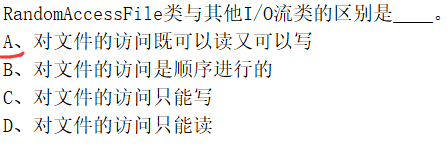 RandomAccessFile类与其他I/O流类的区别是____。
A、对文件的访问既可以读又可以写
B、对文件的访问是顺序进行的
C、对文件的访问只能写
D、对文件的访问只能读